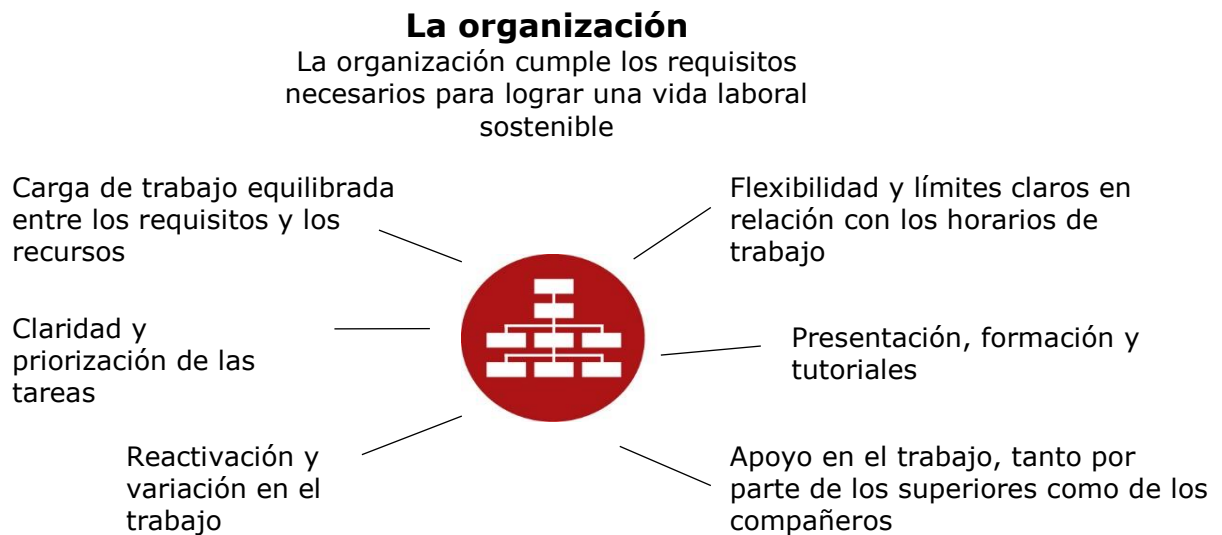 La organización
La organización cumple los requisitos
necesarios para lograr una vida laboral
sostenible
Carga de trabajo equilibrada
entre los requisitos y los
recursos
Flexibilidad y límites claros en
relación con los horarios de
trabajo
Claridad y
priorización de las
tareas
Presentación, formación y
tutoriales
Reactivación y
variación en el
trabajo
Apoyo en el trabajo, tanto por
parte de los superiores como de los
compañeros